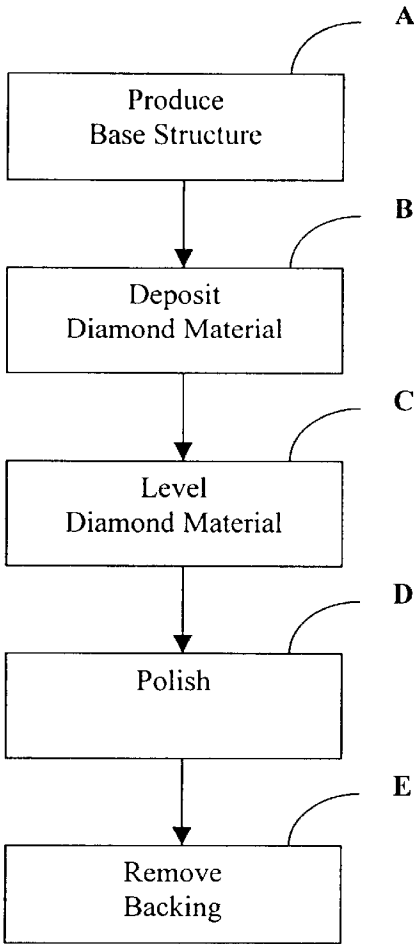 A
Produce
Base Structure
B
Deposit
Diamond Material
C
Level
Diamond Material
D
Polish
E
Remove
Backing